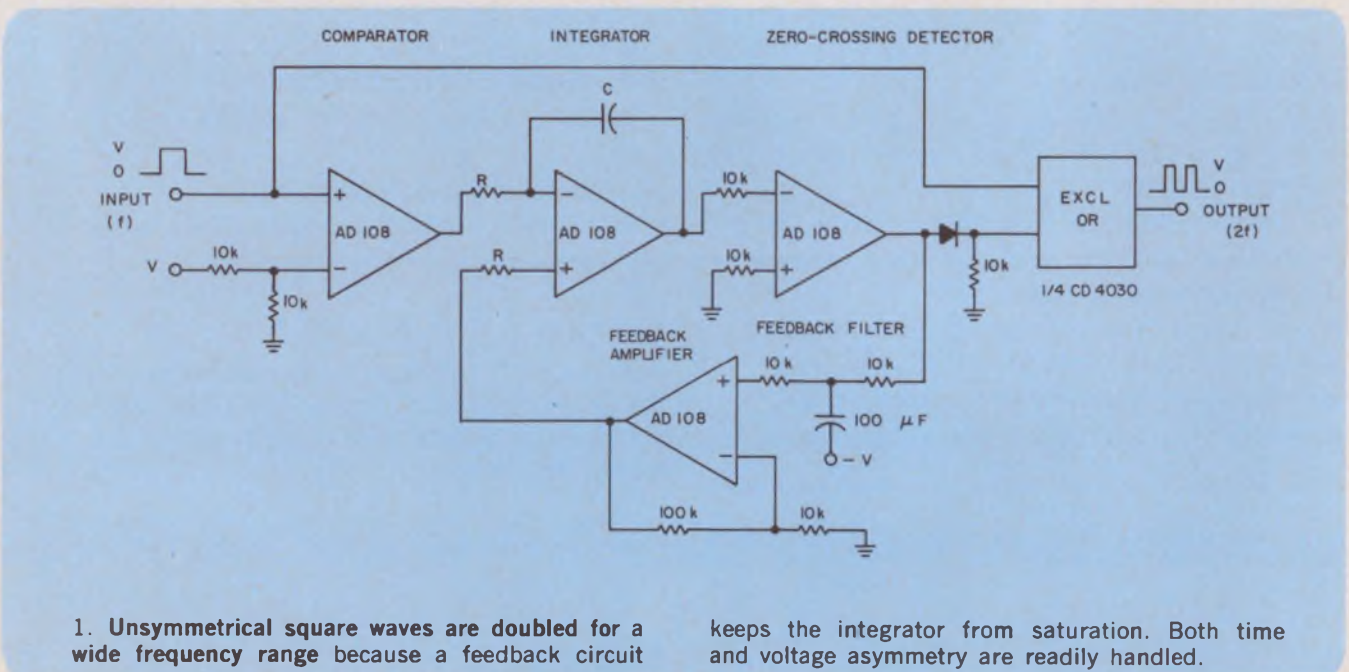 COMPARATOR
INTEGRATOR
ZERO-CROSSING DETECTOR
C
V
0
INPUT
(f)
R
10k
V
0
OUTPUT
(2f)
EXCL
OR
+
AD 108
−
−
AD 108
+
−
AD 108
+
V
10k
10k
R
10k
10k
1/4 CD 4030
FEEDBACK
AMPLIFIER
FEEDBACK FILTER
10k
10k
+
AD 108
−
100 μF
− V
100k
10k
1. Unsymmetrical square waves are doubled for a
wide frequency range because a feedback circuit
keeps the integrator from saturation. Both time
and voltage asymmetry are readily handled.